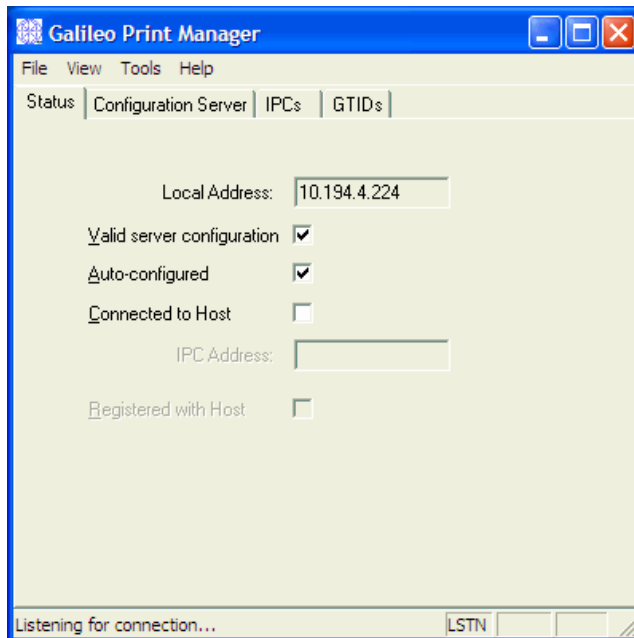 Galileo Print Manager
File View Tools Help
Status Configuration Server IPCs GTIDs
Local Address: 10.194.4.224
Valid server configuration
Auto-configured
Connected to Host
IPC Address:
Registered with Host
Listening for connection... LSTN